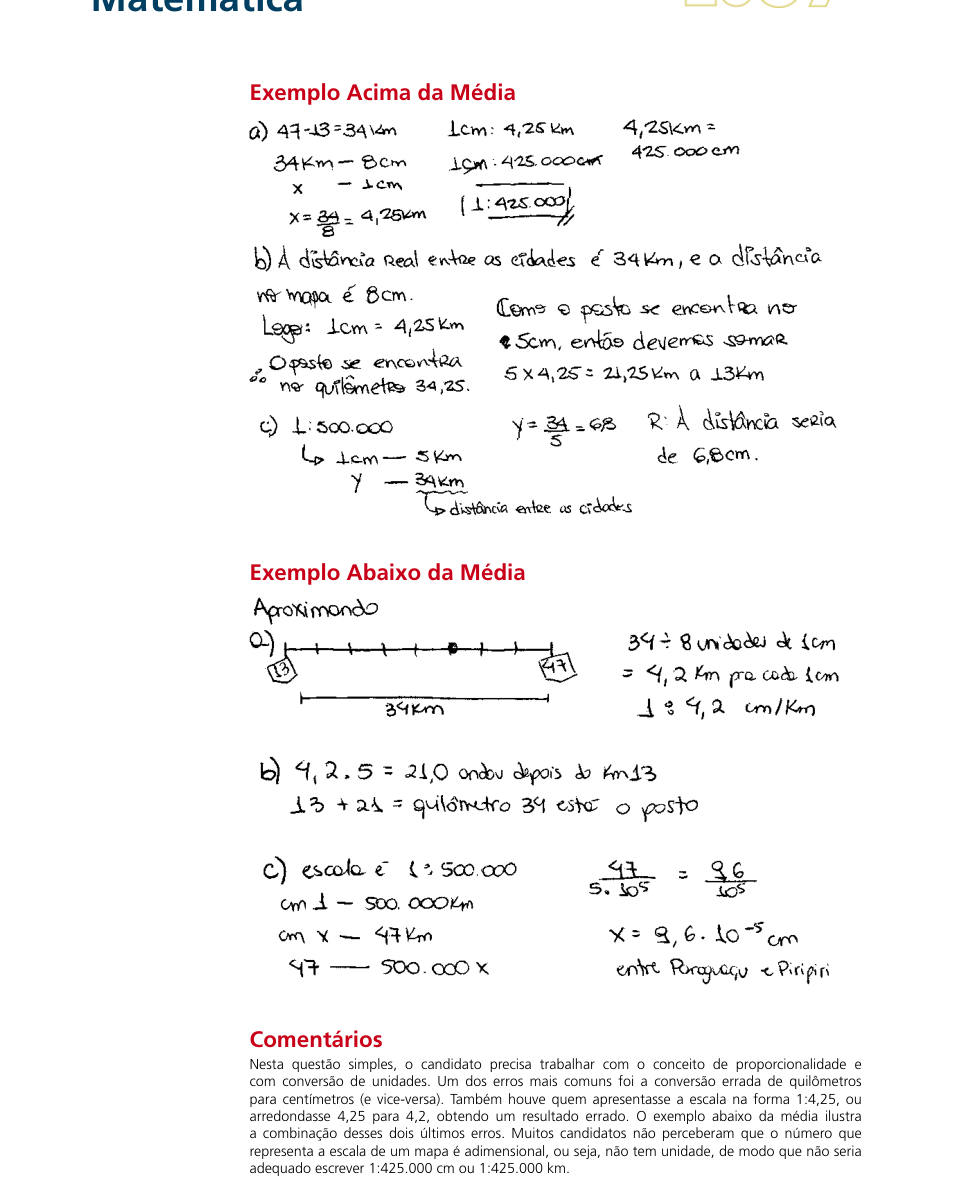 Matemática
Exemplo Acima da Média
a) 47-13=34km
34Km — 8cm
x — 1cm
x = 34/8 = 4,25km
1cm: 4,25 Km
1cm: 425.000cm
1:425.000
4,25km =
425.000cm
b) A distância Real entre as cidades é 34Km, e a distância
no mapa é 8cm.
Logo: 1cm = 4,25Km
∴ O posto se encontra
no quilômetro 34,25.
Como o posto se encontra no
5cm, então devemos somar
5 x 4,25 = 21,25Km a 13Km
c) 1:500.000
↳ 1cm — 5Km
y — 34km
↳ distância entre as cidades
y = 34/5 = 6,8
R: A distância seria
de 6,8cm.
Exemplo Abaixo da Média
Aproximando
a)
13
47
34Km
34 ÷ 8 unidades de 1cm
= 4,2 Km pra cada 1cm
1 : 4,2 cm/Km
b) 4,2 . 5 = 21,0 andou depois do Km13
13 + 21 = quilômetro 34 está o posto
c) escala é 1:500.000
cm 1 — 500.000Km
cm x — 47Km
47 — 500.000 x
47/5.10⁵ = 9,6/10⁵
x = 9,6.10⁻⁵ cm
entre Paraguaçu e Piripiri
Comentários
Nesta questão simples, o candidato precisa trabalhar com o conceito de proporcionalidade e
com conversão de unidades. Um dos erros mais comuns foi a conversão errada de quilômetros
para centímetros (e vice-versa). Também houve quem apresentasse a escala na forma 1:4,25, ou
arredondasse 4,25 para 4,2, obtendo um resultado errado. O exemplo abaixo da média ilustra
a combinação desses dois últimos erros. Muitos candidatos não perceberam que o número que
representa a escala de um mapa é adimensional, ou seja, não tem unidade, de modo que não seria
adequado escrever 1:425.000 cm ou 1:425.000 km.